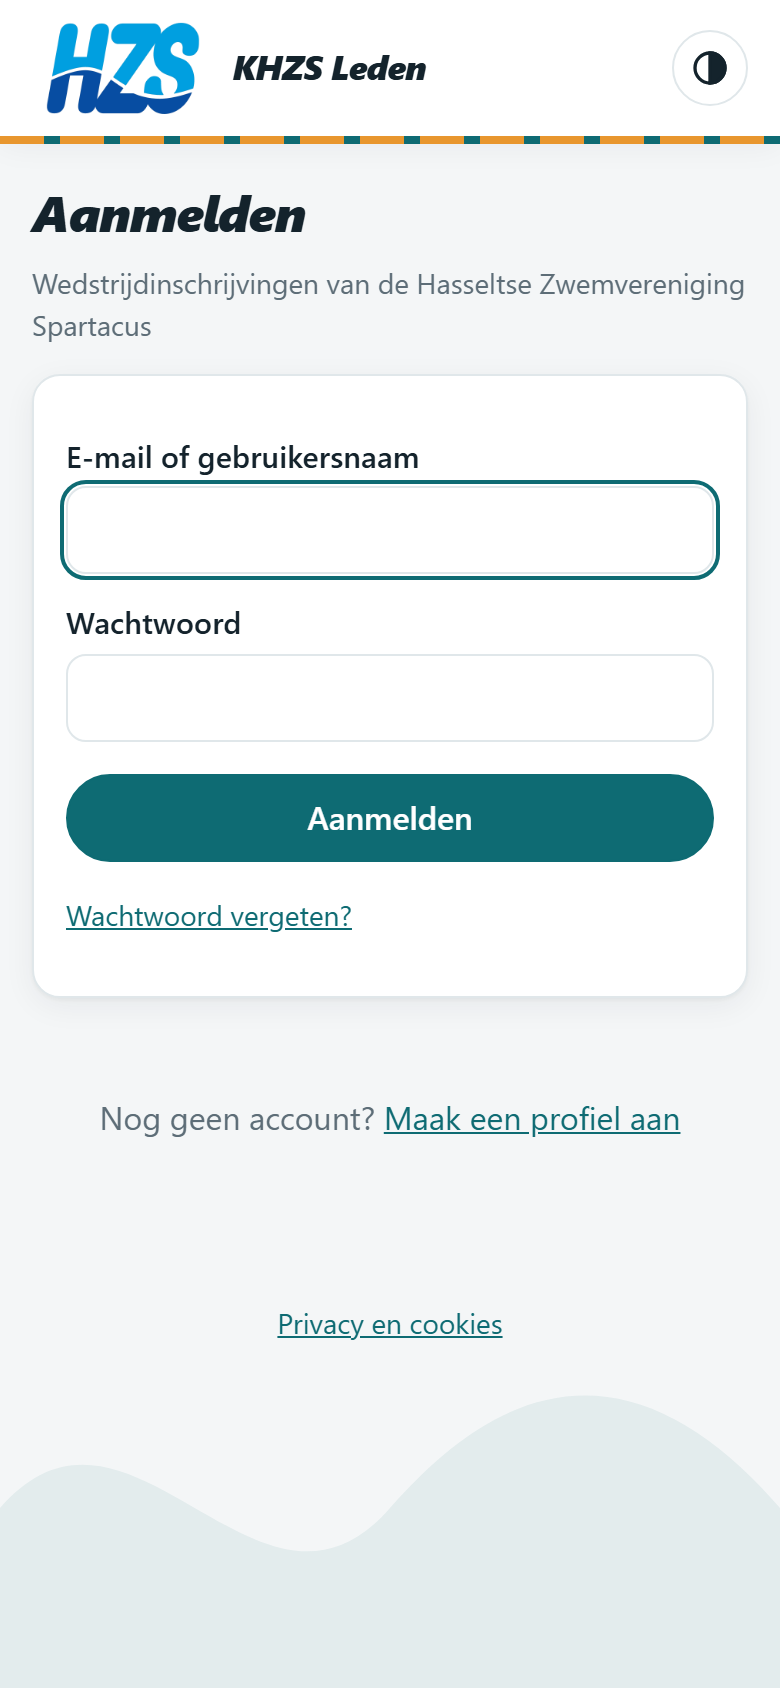 HZS
KHZS Leden
Aanmelden
Wedstrijdinschrijvingen van de Hasseltse Zwemvereniging
Spartacus
E-mail of gebruikersnaam
Wachtwoord
Aanmelden
Wachtwoord vergeten?
Nog geen account? Maak een profiel aan
Privacy en cookies